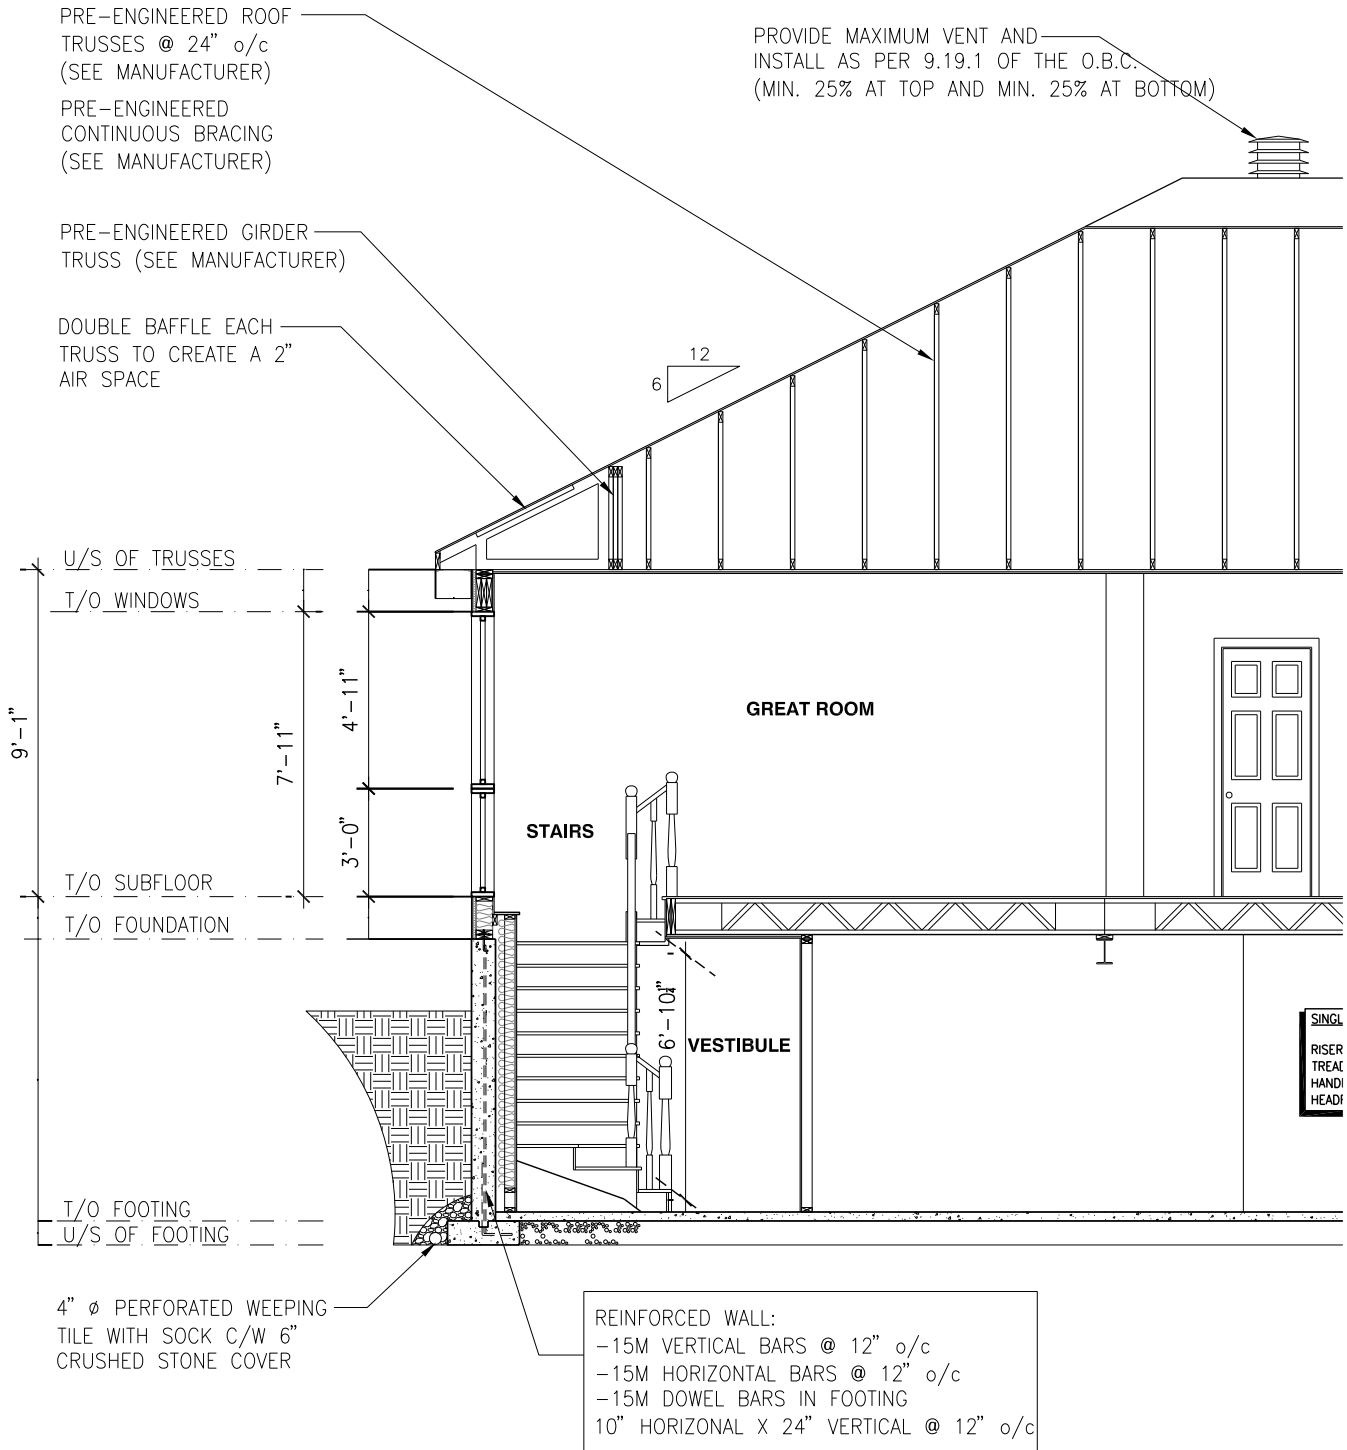 PRE-ENGINEERED ROOF
TRUSSES @ 24" o/c
(SEE MANUFACTURER)
PRE-ENGINEERED
CONTINUOUS BRACING
(SEE MANUFACTURER)
PROVIDE MAXIMUM VENT AND
INSTALL AS PER 9.19.1 OF THE O.B.C.
(MIN. 25% AT TOP AND MIN. 25% AT BOTTOM)
PRE-ENGINEERED GIRDER
TRUSS (SEE MANUFACTURER)
DOUBLE BAFFLE EACH
TRUSS TO CREATE A 2"
AIR SPACE
12
6
U/S OF TRUSSES
T/O WINDOWS
9'-1"
7'-11"
4'-11"
3'-0"
GREAT ROOM
STAIRS
T/O SUBFLOOR
T/O FOUNDATION
6'-10¼"
VESTIBULE
SINGL
RISER
TREAD
HAND
HEAD
T/O FOOTING
U/S OF FOOTING
4" ø PERFORATED WEEPING
TILE WITH SOCK C/W 6"
CRUSHED STONE COVER
REINFORCED WALL:
-15M VERTICAL BARS @ 12" o/c
-15M HORIZONTAL BARS @ 12" o/c
-15M DOWEL BARS IN FOOTING
10" HORIZONAL X 24" VERTICAL @ 12" o/c